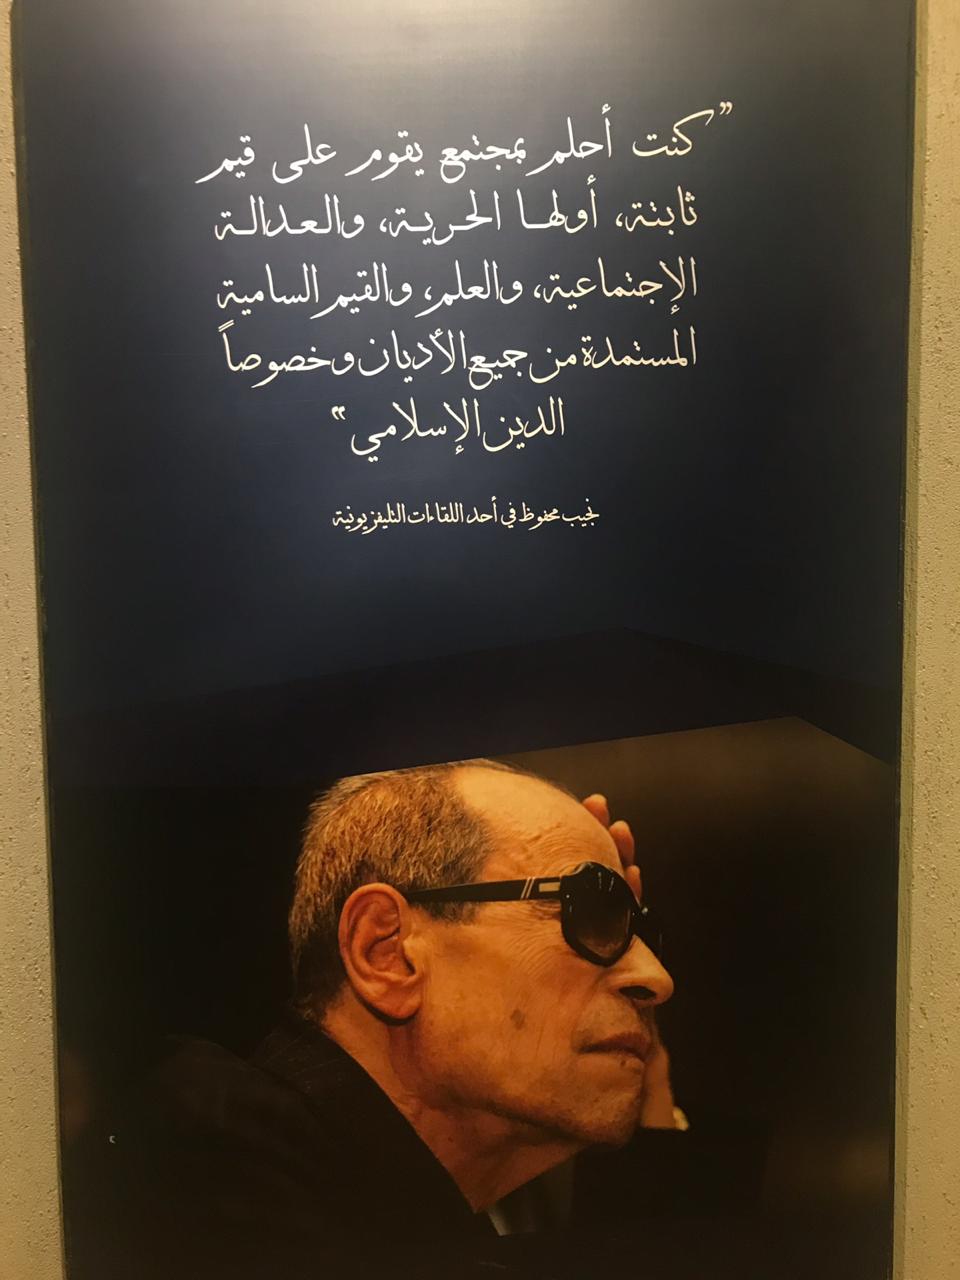 ”كنت أحلم بمجتمع يقوم على قيم
ثابتة، أولها الحرية، والعدالة
الإجتماعية، والعلم، والقيم السامية
المستمدة من جميع الأديان وخصوصاً
الدين الإسلامي“
نجيب محفوظ في أحد اللقاءات التليفزيونية